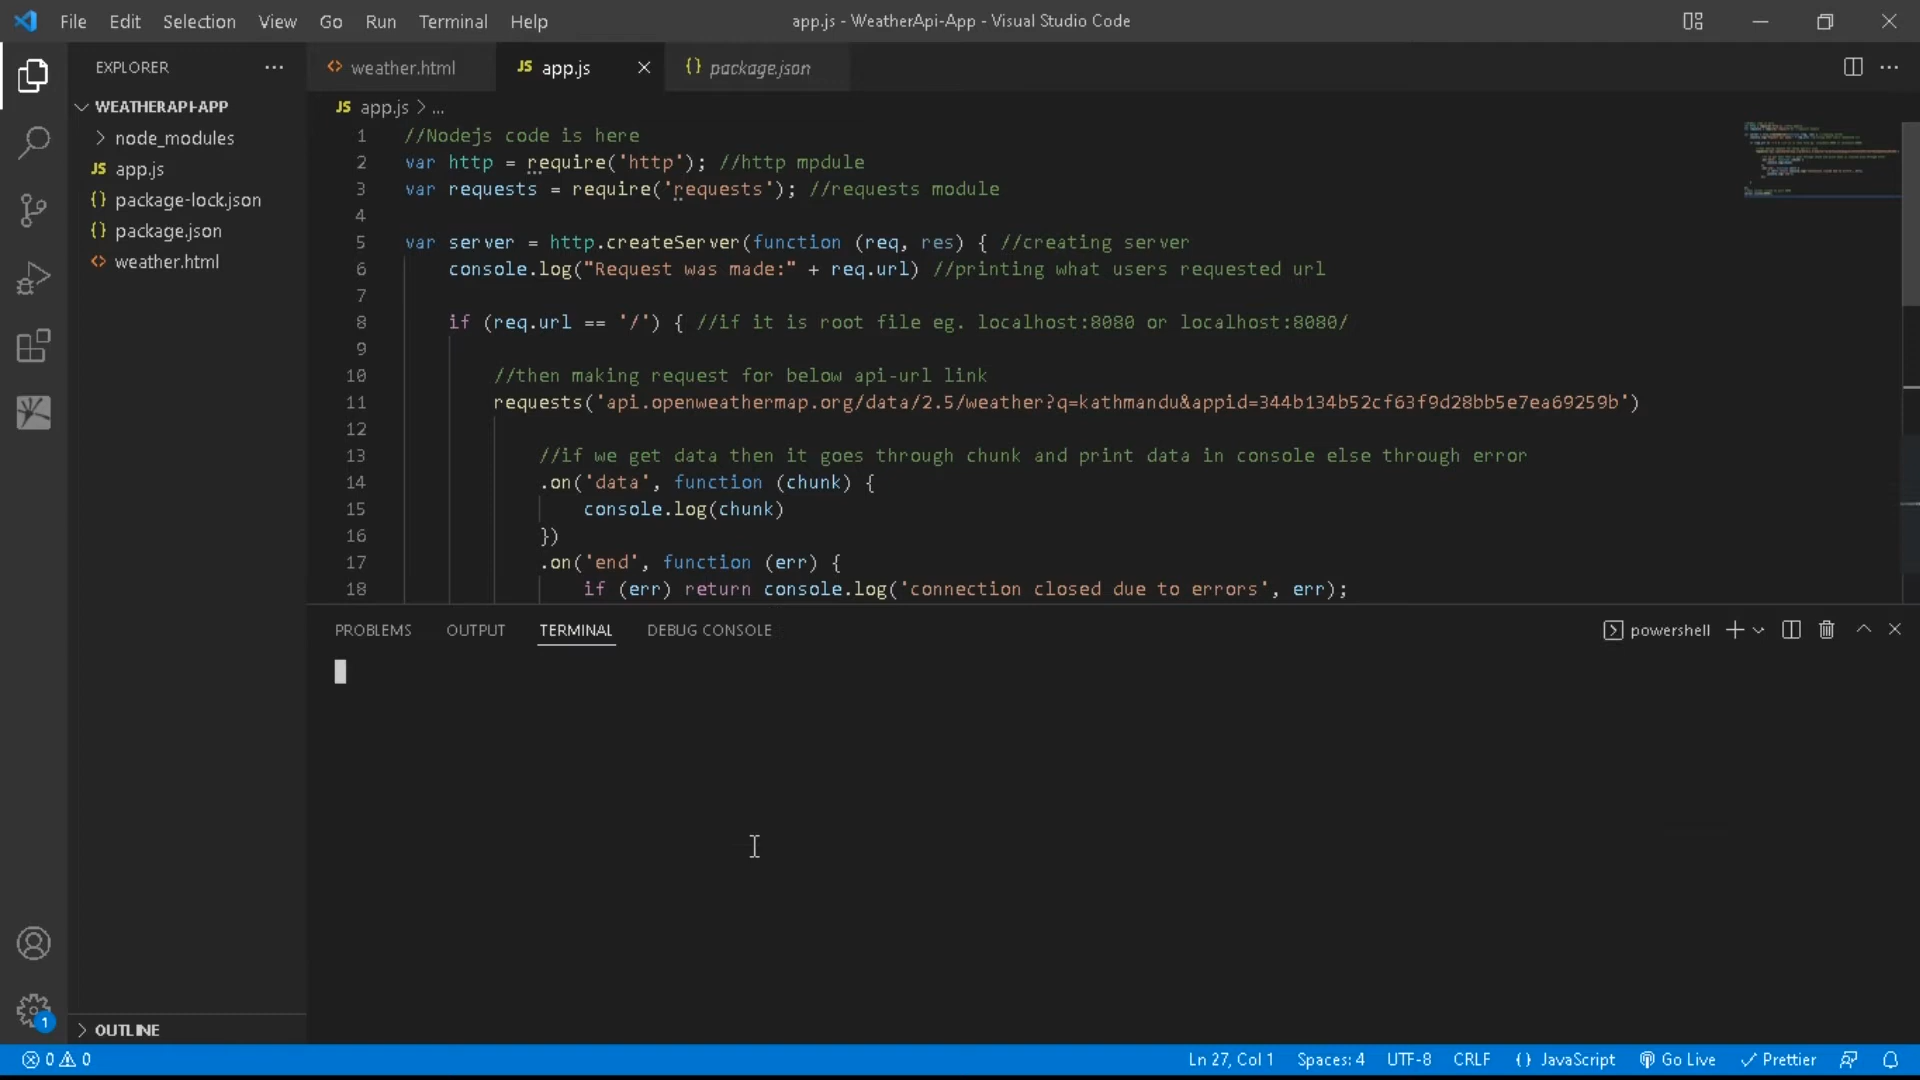 File Edit Selection View Go Run Terminal Help
app.js - WeatherApi-App - Visual Studio Code
EXPLORER
WEATHERAPI-APP
node_modules
JS app.js
{} package-lock.json
{} package.json
<> weather.html
OUTLINE
<> weather.html
JS app.js
{} package.json
JS app.js > ...
1 //Nodejs code is here
2 var http = require('http'); //http mpdule
3 var requests = require('requests'); //requests module
4
5 var server = http.createServer(function (req, res) { //creating server
6 console.log("Request was made:" + req.url) //printing what users requested url
7
8 if (req.url == '/') { //if it is root file eg. localhost:8080 or localhost:8080/
9
10 //then making request for below api-url link
11 requests('api.openweathermap.org/data/2.5/weather?q=kathmandu&appid=344b134b52cf63f9d28bb5e7ea69259b')
12
13 //if we get data then it goes through chunk and print data in console else through error
14 .on('data', function (chunk) {
15 console.log(chunk)
16 })
17 .on('end', function (err) {
18 if (err) return console.log('connection closed due to errors', err);
PROBLEMS OUTPUT TERMINAL DEBUG CONSOLE
powershell
1
0 0
Ln 27, Col 1 Spaces: 4 UTF-8 CRLF {} JavaScript Go Live Prettier